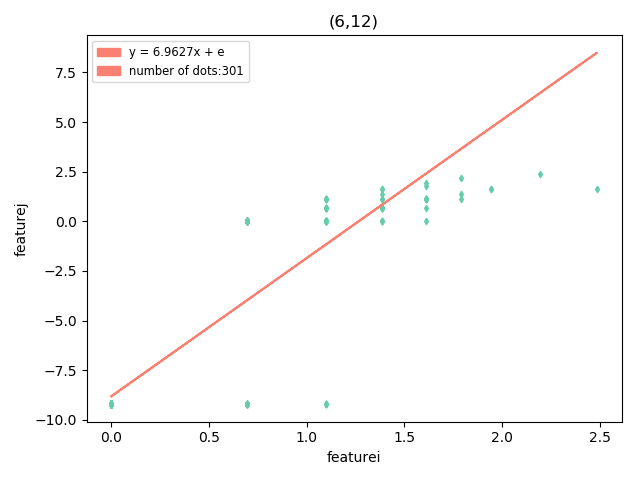 (6,12)
y = 6.9627x + e
number of dots:301
7.5
5.0
2.5
0.0
−2.5
−5.0
−7.5
−10.0
featurej
0.0 0.5 1.0 1.5 2.0 2.5
featurei